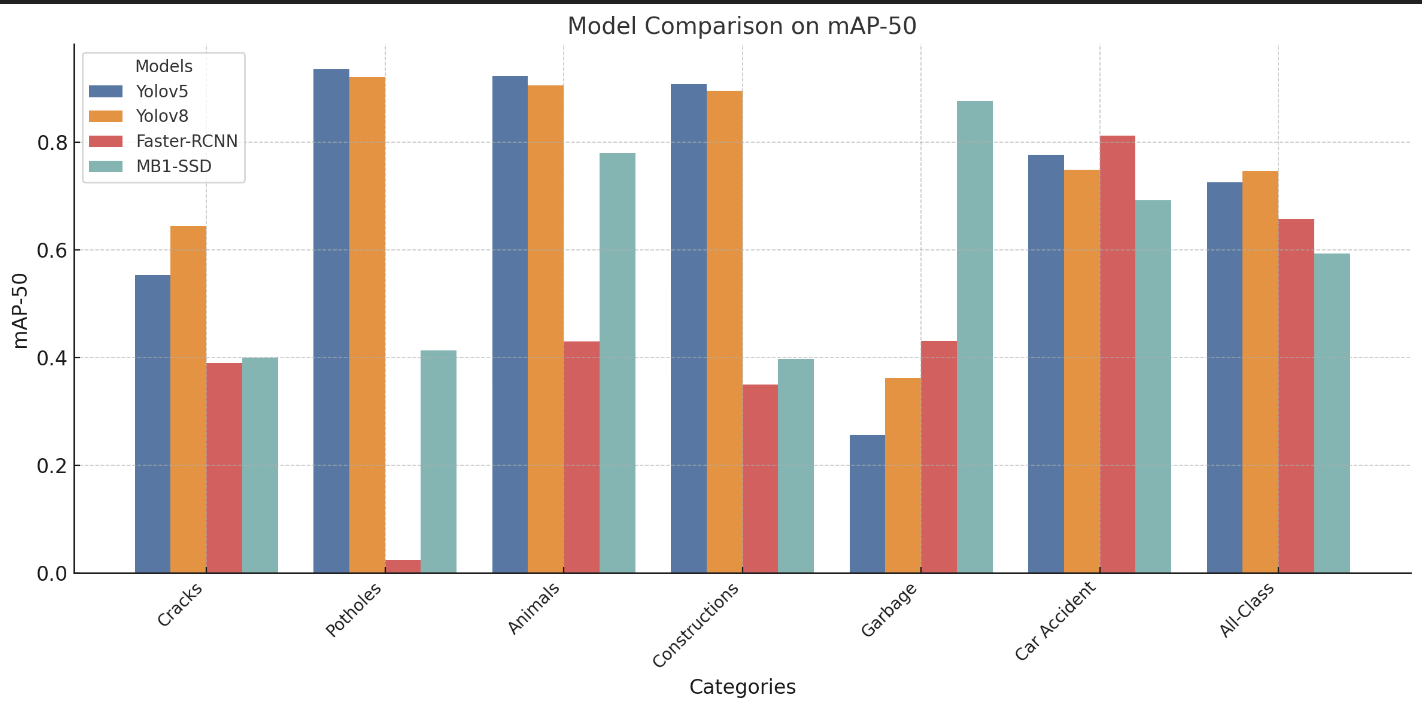 Model Comparison on mAP-50
Models
Yolov5
Yolov8
Faster-RCNN
MB1-SSD
mAP-50
0.8
0.6
0.4
0.2
0.0
Cracks
Potholes
Animals
Constructions
Garbage
Car Accident
All-Class
Categories